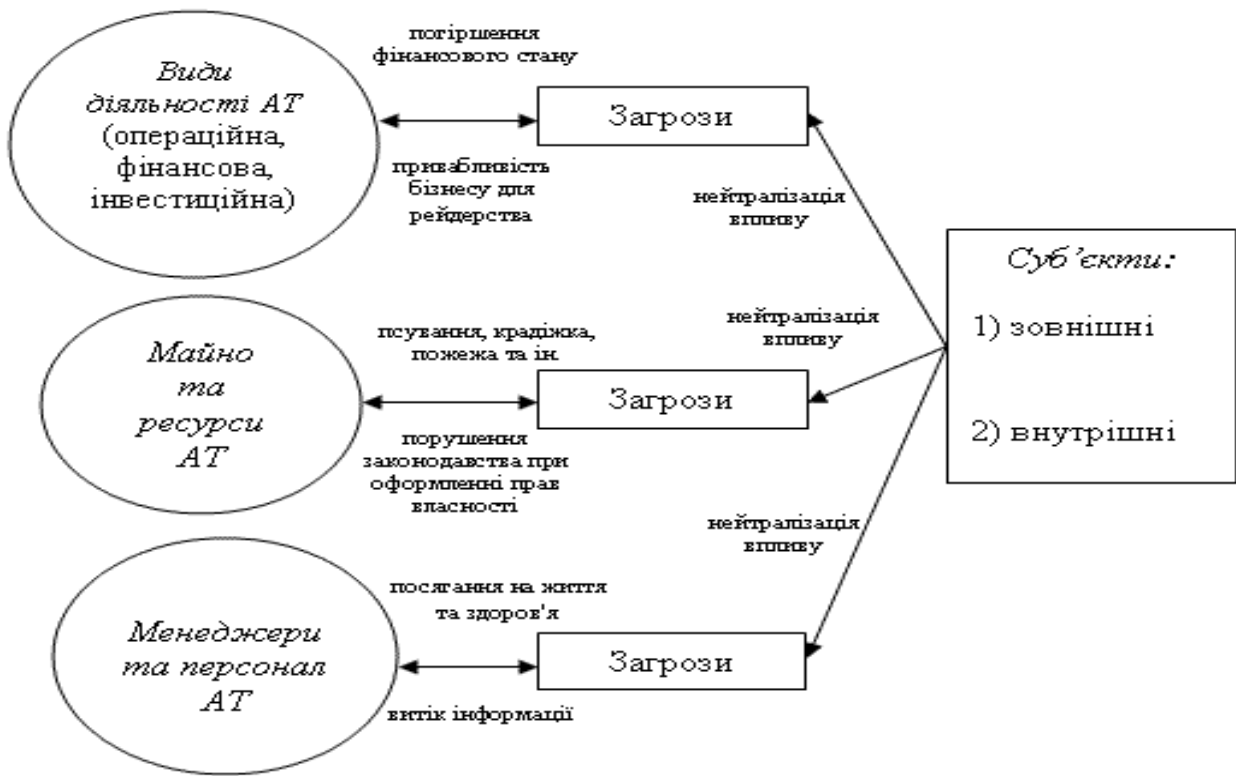 погіршення
фінансового стану
Види
діяльності АТ
(операційна,
фінансова,
інвестиційна)
Загрози
привабливість
бізнесу для
рейдерства
нейтралізація
впливу
Суб’єкти:
1) зовнішні
2) внутрішні
псування, крадіжка,
пожежа та ін.
нейтралізація
впливу
Майно
та
ресурси
АТ
Загрози
порушення
законодавства при
оформленні прав
власності
нейтралізація
впливу
посягання на життя
та здоров'я
Менеджери
та персонал
АТ
Загрози
витік інформації